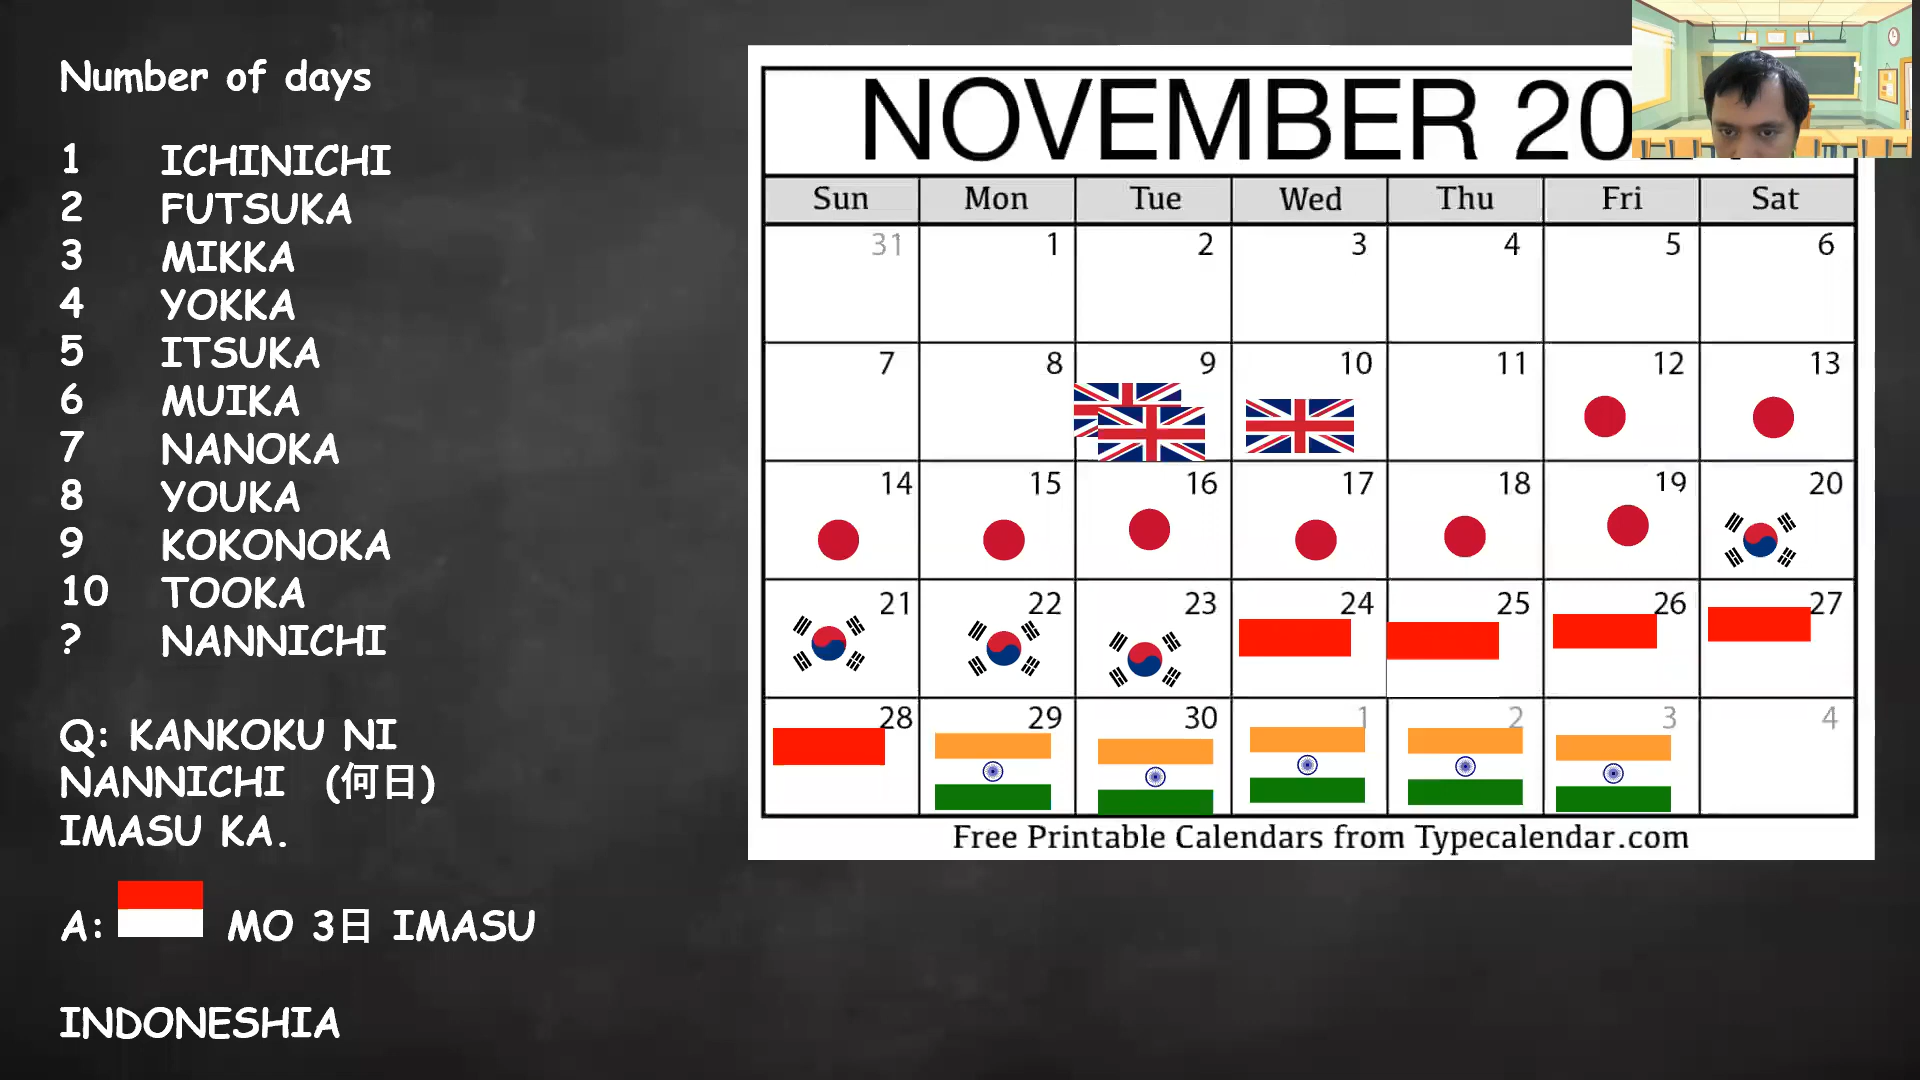 Number of days
1 ICHINICHI
2 FUTSUKA
3 MIKKA
4 YOKKA
5 ITSUKA
6 MUIKA
7 NANOKA
8 YOUKA
9 KOKONOKA
10 TOOKA
? NANNICHI
Q: KANKOKU NI
NANNICHI (何日)
IMASU KA.
A: MO 3日 IMASU
INDONESHIA
NOVEMBER 20
Sun Mon Tue Wed Thu Fri Sat
31 1 2 3 4 5 6
7 8 9 10 11 12 13
14 15 16 17 18 19 20
21 22 23 24 25 26 27
28 29 30 1 2 3 4
Free Printable Calendars from Typecalendar.com